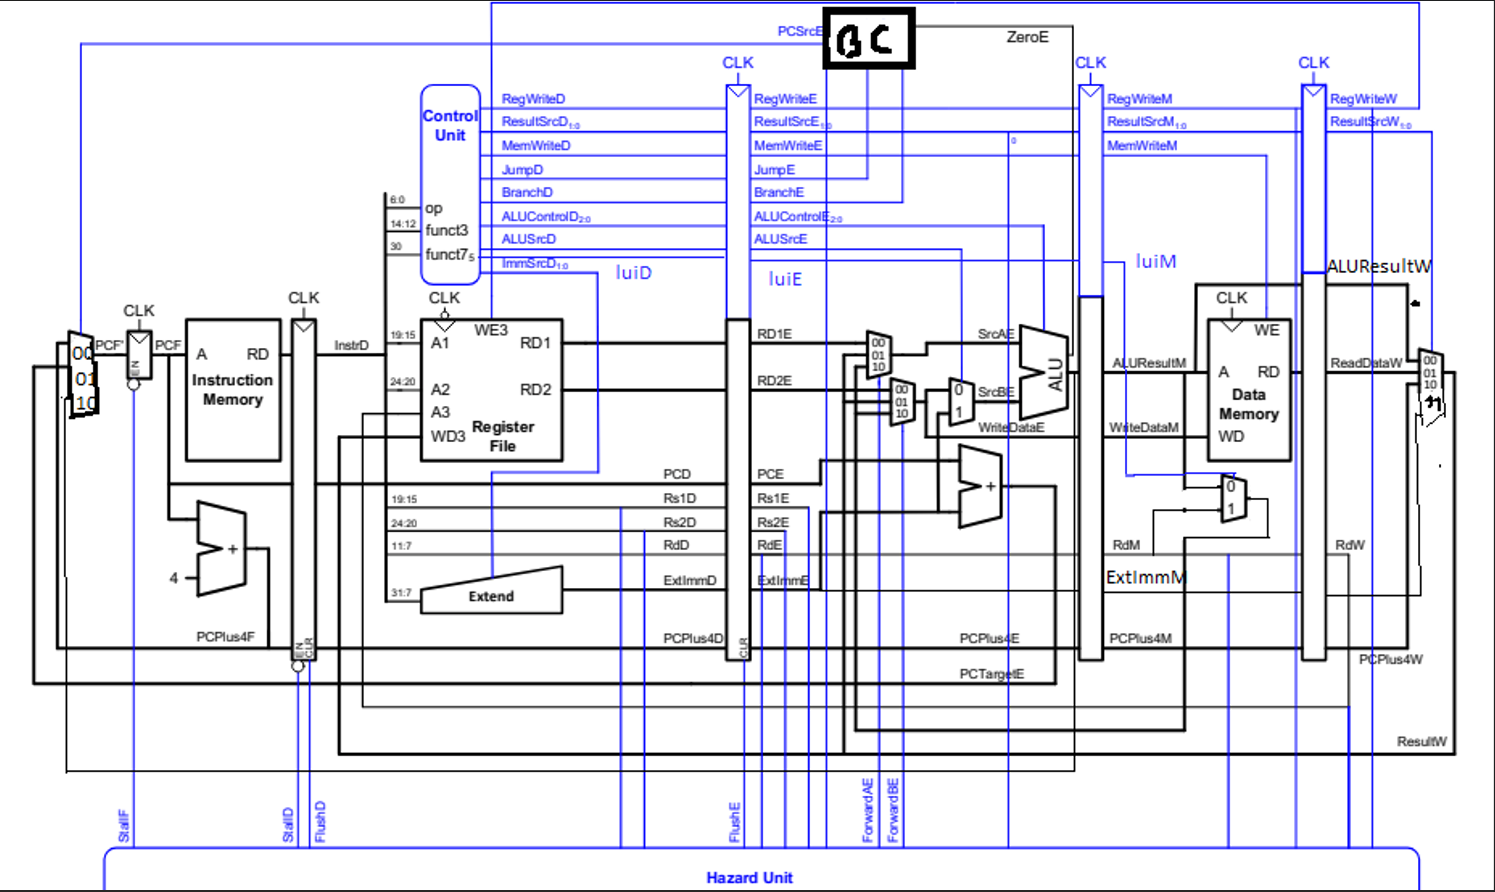 PCSrcE
BC
ZeroE
CLK
CLK
CLK
RegWriteD
RegWriteE
RegWriteM
RegWriteW
Control
Unit
ResultSrcD1:0
ResultSrcE1:0
ResultSrcM1:0
ResultSrcW1:0
MemWriteD
MemWriteE
0
MemWriteM
JumpD
JumpE
BranchD
BranchE
6:0
op
14:12
funct3
ALUControlD2:0
ALUControlE2:0
30
funct75
ALUSrcD
ALUSrcE
ImmSrcD1:0
luiD
luiE
luiM
ALUResultW
CLK
CLK
CLK
CLK
PCF'
PCF
EN
00
01
10
A
RD
Instruction
Memory
InstrD
19:15
A1
WE3
RD1
RD1E
24:20
A2
RD2
RD2E
A3
WD3
Register
File
00
01
10
00
01
10
0
1
SrcAE
SrcBE
ALU
WriteDataE
ALUResultM
WriteDataM
WE
A
RD
Data
Memory
WD
ReadDataW
00
01
10
11
PCD
PCE
+
0
1
19:15
Rs1D
Rs1E
24:20
Rs2D
Rs2E
11:7
RdD
RdE
RdM
RdW
4
+
31:7
Extend
ExtImmD
ExtImmE
ExtImmM
PCPlus4F
EN
CLR
PCPlus4D
CLR
PCPlus4E
PCPlus4M
PCPlus4W
PCTargetE
ResultW
StallF
StallD
FlushD
FlushE
ForwardAE
ForwardBE
Hazard Unit